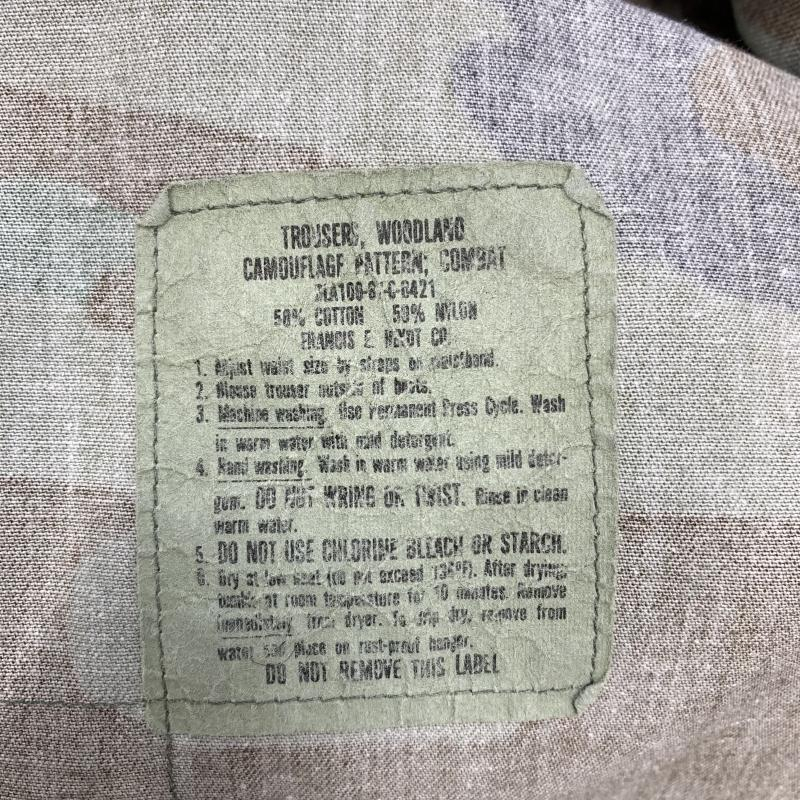 TROUSERS, WOODLAND
CAMOUFLAGE PATTERN; COMBAT
50% COTTON 50% NYLON
FRANCIS E. HEYDT CO.
1. Adjust waist size by straps on waistband.
2. Blouse trouser outside of boots.
3. Machine washing. Use Permanent Press Cycle. Wash
in warm water with mild detergent.
4. Hand washing. Wash in warm water using mild deter-
gent. DO NOT WRING OR TWIST. Rinse in clean
warm water.
5. DO NOT USE CHLORINE BLEACH OR STARCH.
6. Dry at low heat (do not exceed 130°F). After drying,
tumble at room temperature for 10 minutes. Remove
immediately from dryer. To drip dry, remove from
water and place on rust-proof hanger.
DO NOT REMOVE THIS LABEL